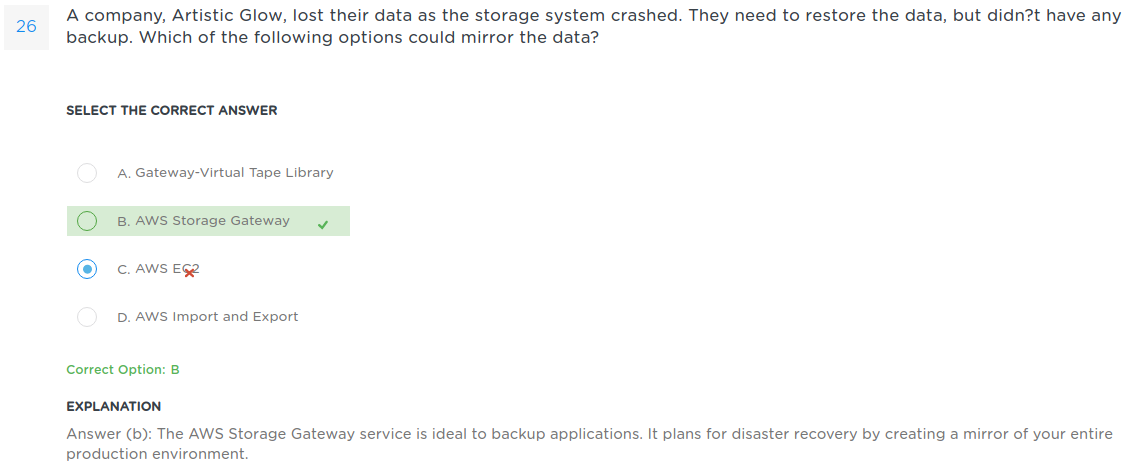 26
A company, Artistic Glow, lost their data as the storage system crashed. They need to restore the data, but didn?t have any
backup. Which of the following options could mirror the data?
SELECT THE CORRECT ANSWER
A. Gateway-Virtual Tape Library
B. AWS Storage Gateway
C. AWS EC2
D. AWS Import and Export
Correct Option: B
EXPLANATION
Answer (b): The AWS Storage Gateway service is ideal to backup applications. It plans for disaster recovery by creating a mirror of your entire
production environment.